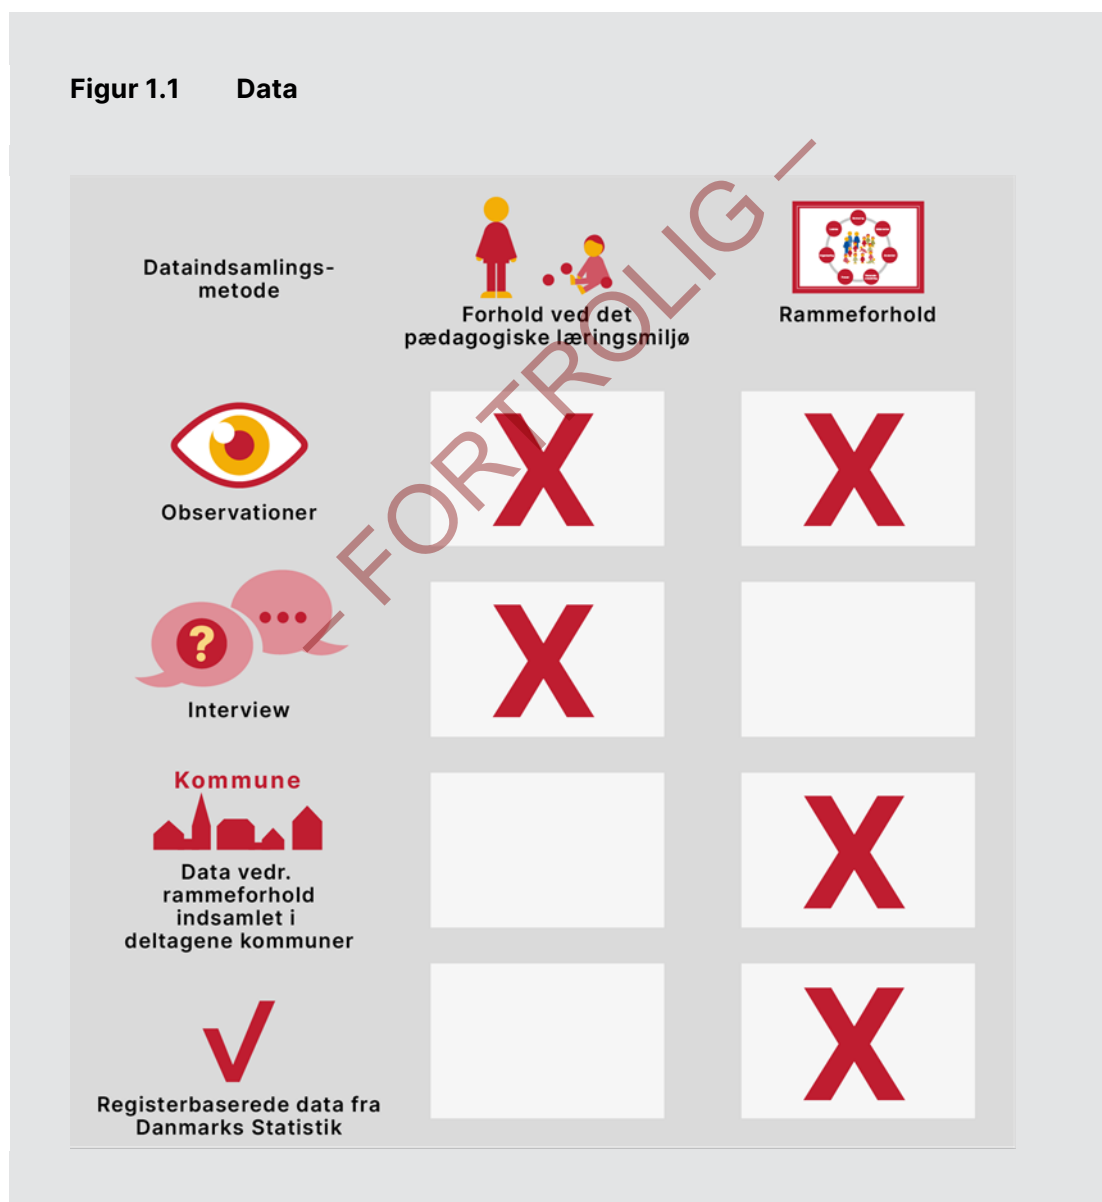 Figur 1.1 Data
Dataindsamlings-
metode
Forhold ved det
pædagogiske læringsmiljø
Rammeforhold
Observationer
X X
Interview
X
Kommune
Data vedr.
rammeforhold
indsamlet i
deltagene kommuner
X
Registerbaserede data fra
Danmarks Statistik
X
– FORTROLIG –
?